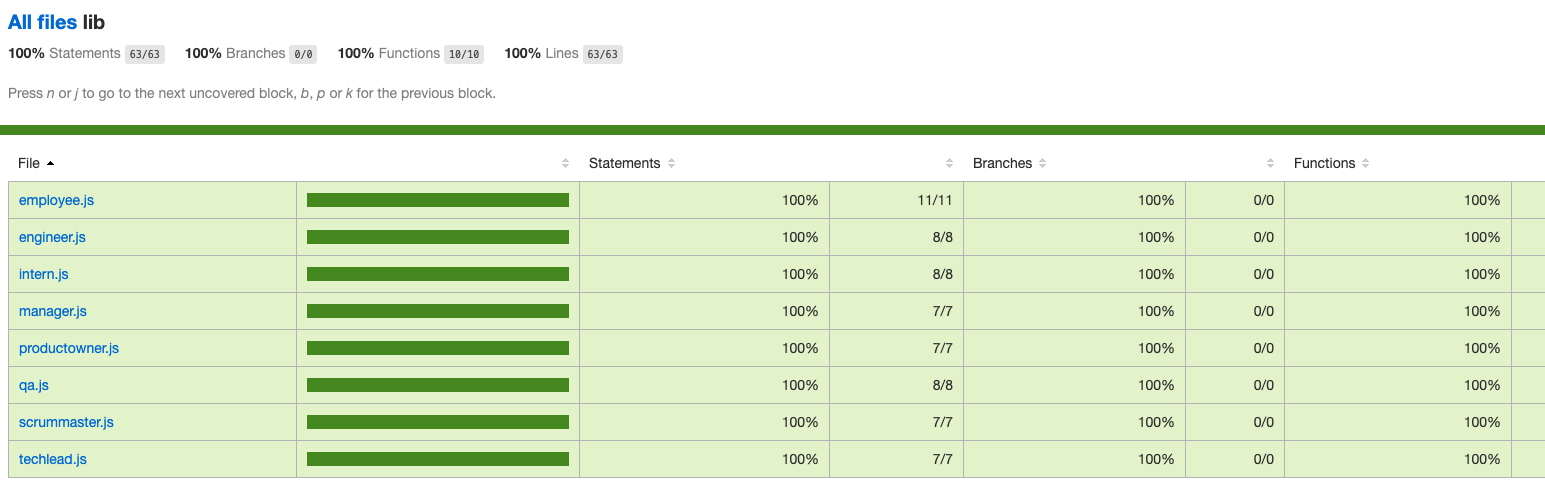 All files lib
100% Statements 63/63 100% Branches 0/0 100% Functions 10/10 100% Lines 63/63
Press n or j to go to the next uncovered block, b, p or k for the previous block.
File Statements Branches Functions
employee.js 100% 11/11 100% 0/0 100%
engineer.js 100% 8/8 100% 0/0 100%
intern.js 100% 8/8 100% 0/0 100%
manager.js 100% 7/7 100% 0/0 100%
productowner.js 100% 7/7 100% 0/0 100%
qa.js 100% 8/8 100% 0/0 100%
scrummaster.js 100% 7/7 100% 0/0 100%
techlead.js 100% 7/7 100% 0/0 100%